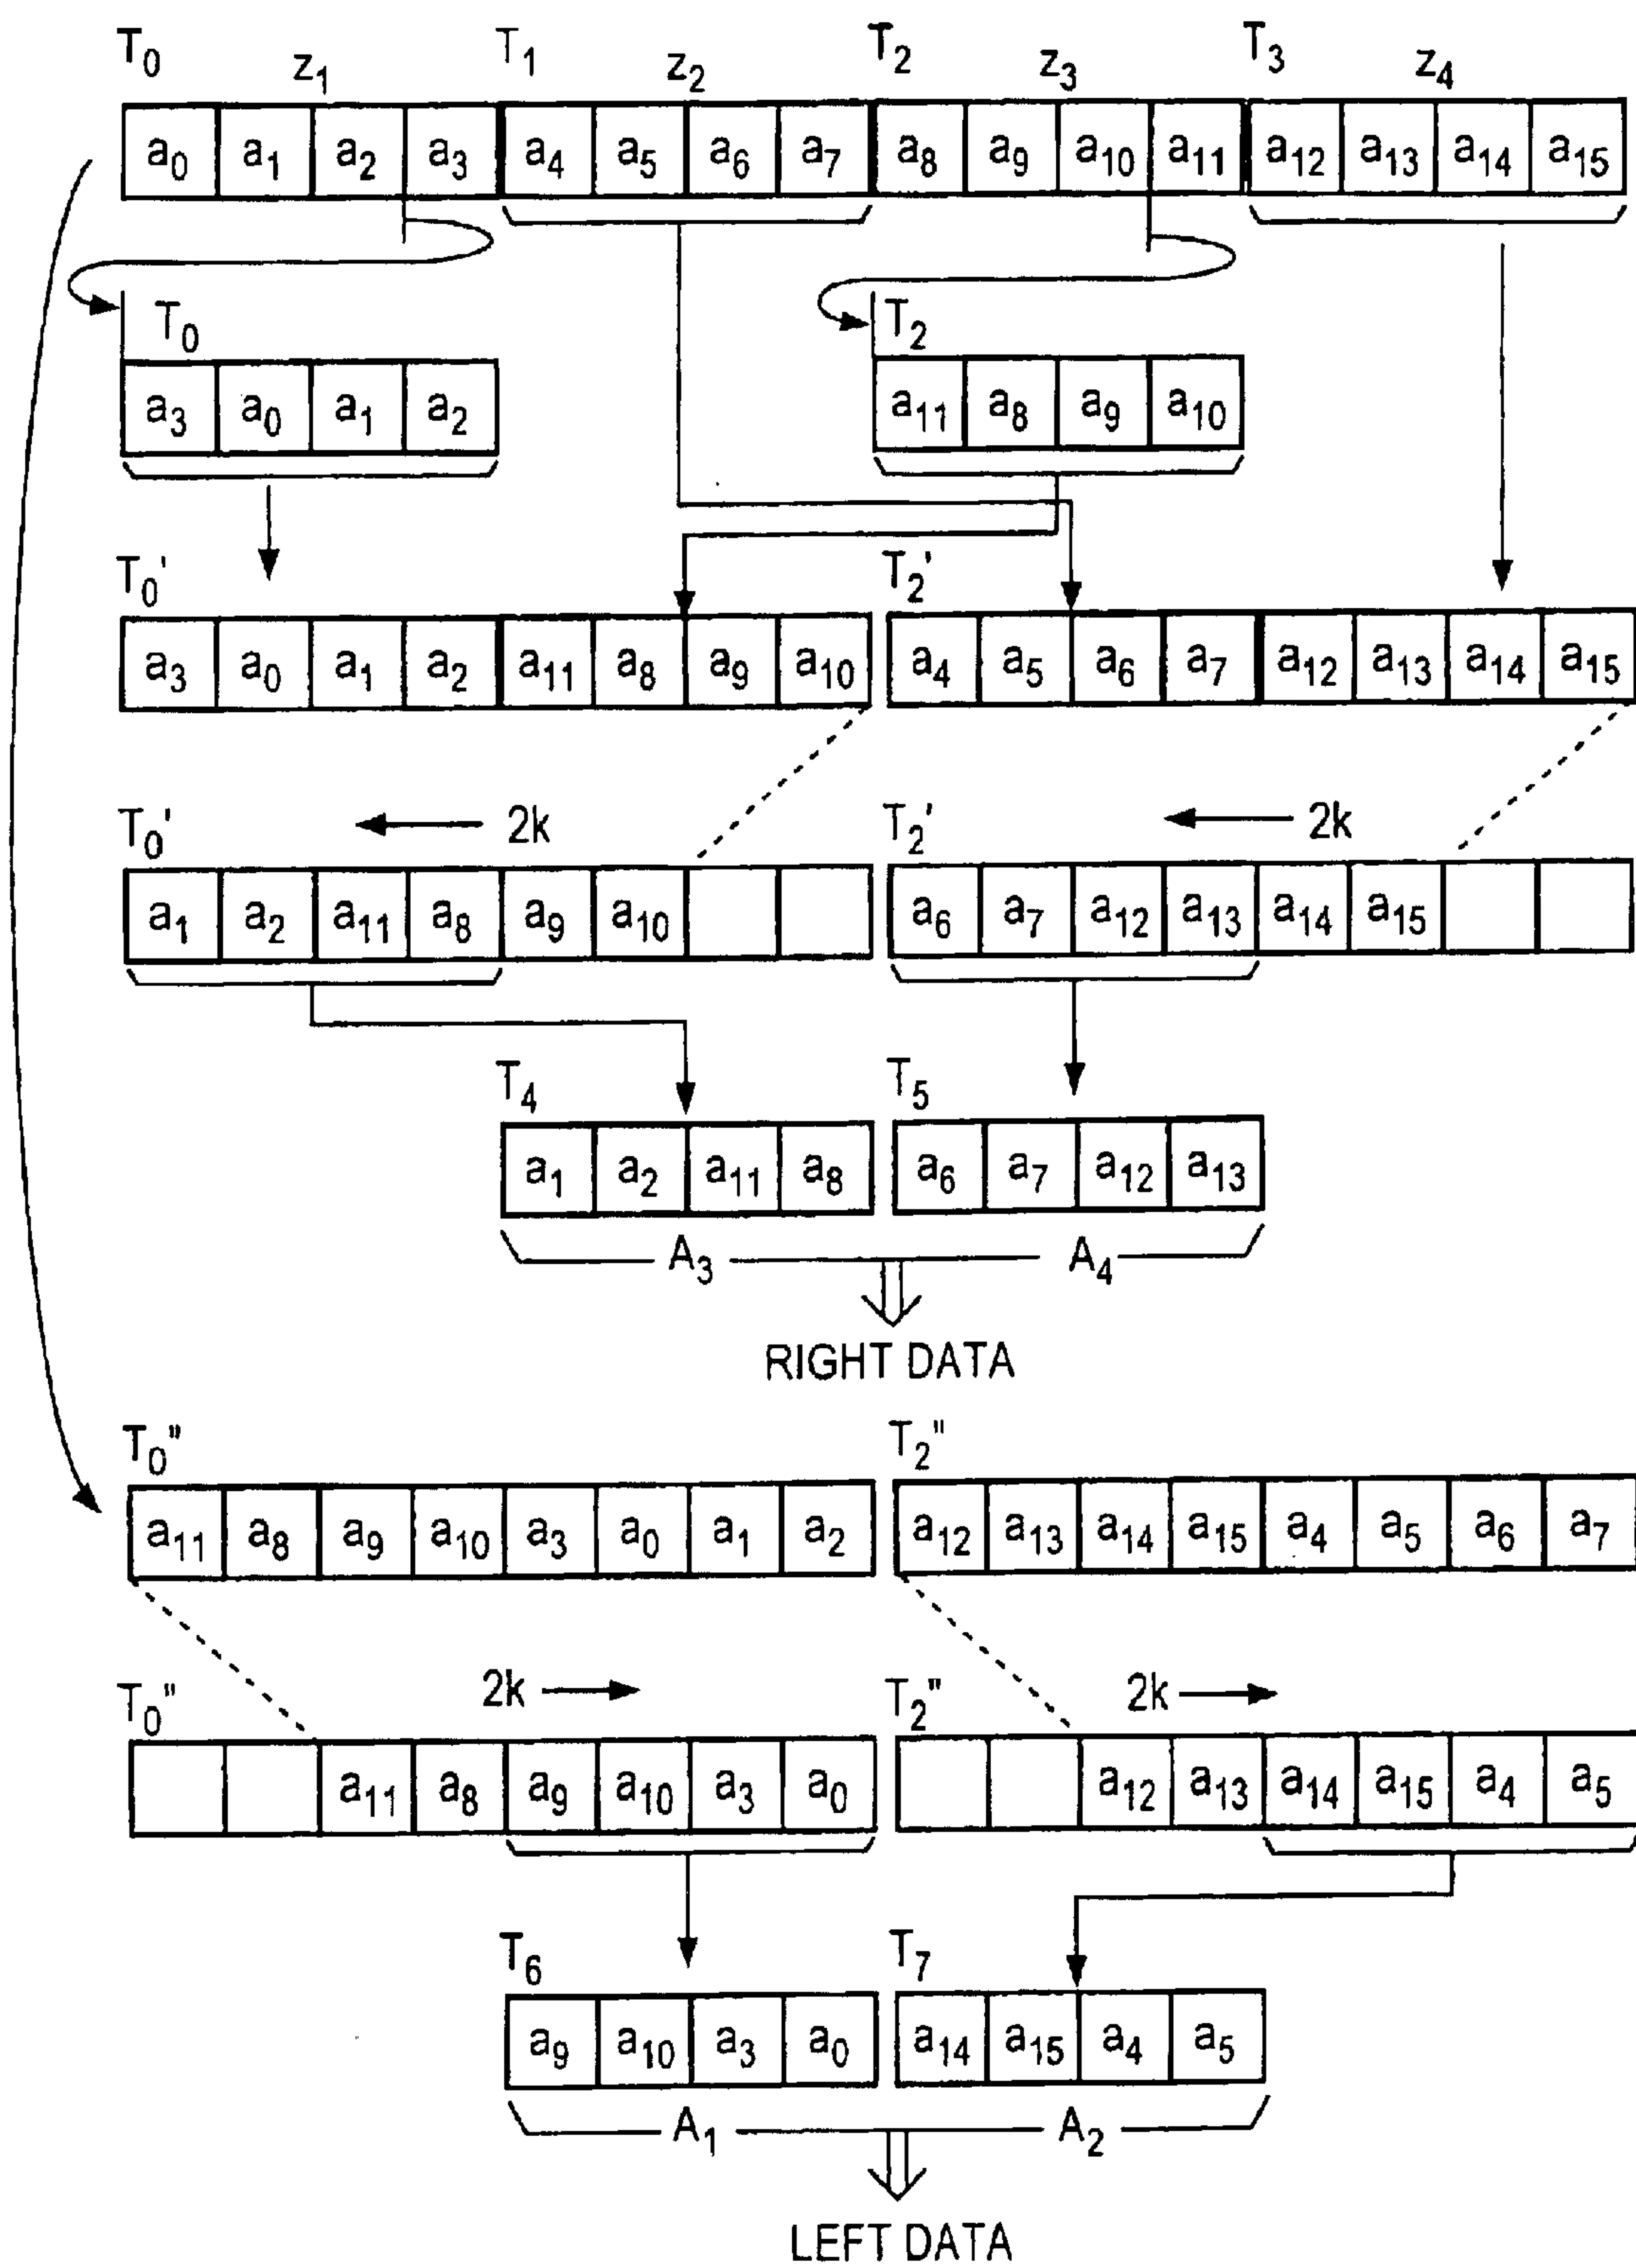 T₀ z₁ T₁ z₂ T₂ z₃ T₃ z₄
a₀ a₁ a₂ a₃ a₄ a₅ a₆ a₇ a₈ a₉ a₁₀ a₁₁ a₁₂ a₁₃ a₁₄ a₁₅
T₀ T₂
a₃ a₀ a₁ a₂ a₁₁ a₈ a₉ a₁₀
T₀' T₂'
a₃ a₀ a₁ a₂ a₁₁ a₈ a₉ a₁₀ a₄ a₅ a₆ a₇ a₁₂ a₁₃ a₁₄ a₁₅
T₀' 2k T₂' 2k
a₁ a₂ a₁₁ a₈ a₉ a₁₀ a₆ a₇ a₁₂ a₁₃ a₁₄ a₁₅
T₄ T₅
a₁ a₂ a₁₁ a₈ a₆ a₇ a₁₂ a₁₃
A₃ A₄
RIGHT DATA
T₀" T₂"
a₁₁ a₈ a₉ a₁₀ a₃ a₀ a₁ a₂ a₁₂ a₁₃ a₁₄ a₁₅ a₄ a₅ a₆ a₇
T₀" 2k T₂" 2k
a₁₁ a₈ a₉ a₁₀ a₃ a₀ a₁₂ a₁₃ a₁₄ a₁₅ a₄ a₅
T₆ T₇
a₉ a₁₀ a₃ a₀ a₁₄ a₁₅ a₄ a₅
A₁ A₂
LEFT DATA